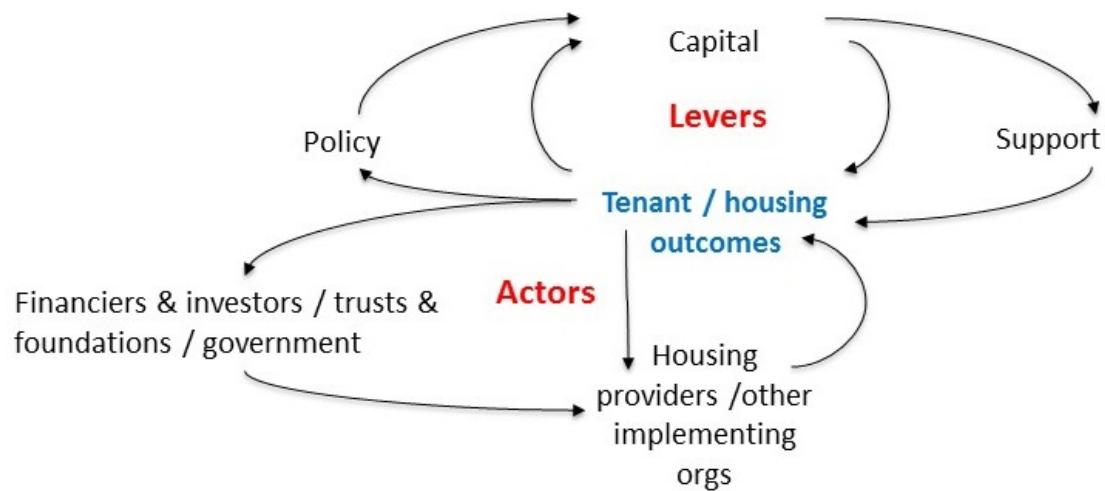 Capital
Levers
Policy
Support
Tenant / housing
outcomes
Actors
Financiers & investors / trusts &
foundations / government
Housing
providers /other
implementing
orgs